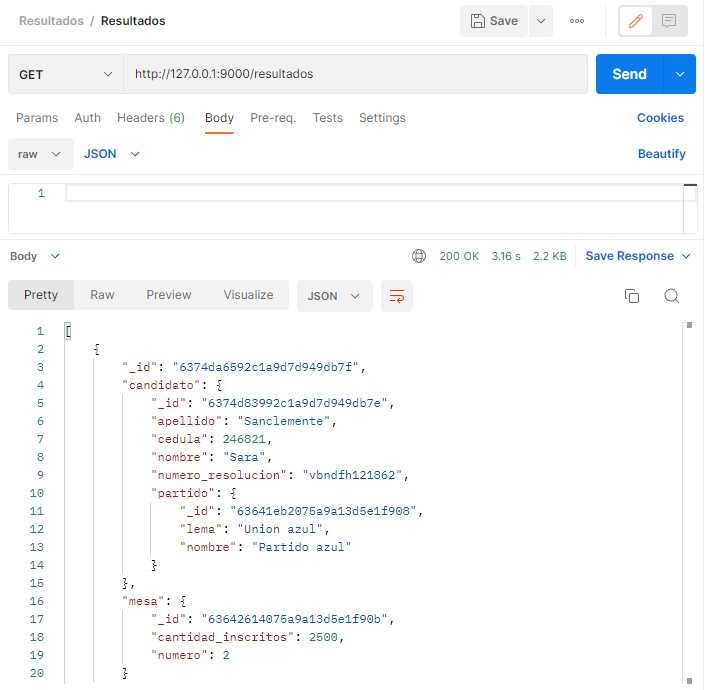 Resultados / Resultados
Save
GET
http://127.0.0.1:9000/resultados
Send
Params Auth Headers (6) Body Pre-req. Tests Settings Cookies
raw JSON Beautify
1
Body 200 OK 3.16 s 2.2 KB Save Response
Pretty Raw Preview Visualize JSON
1 [
2 {
3 "_id": "6374da6592c1a9d7d949db7f",
4 "candidato": {
5 "_id": "6374d83992c1a9d7d949db7e",
6 "apellido": "Sanclemente",
7 "cedula": 246821,
8 "nombre": "Sara",
9 "numero_resolucion": "vbndfh121862",
10 "partido": {
11 "_id": "63641eb2075a9a13d5e1f908",
12 "lema": "Union azul",
13 "nombre": "Partido azul"
14 }
15 },
16 "mesa": {
17 "_id": "63642614075a9a13d5e1f90b",
18 "cantidad_inscritos": 2500,
19 "numero": 2
20 }